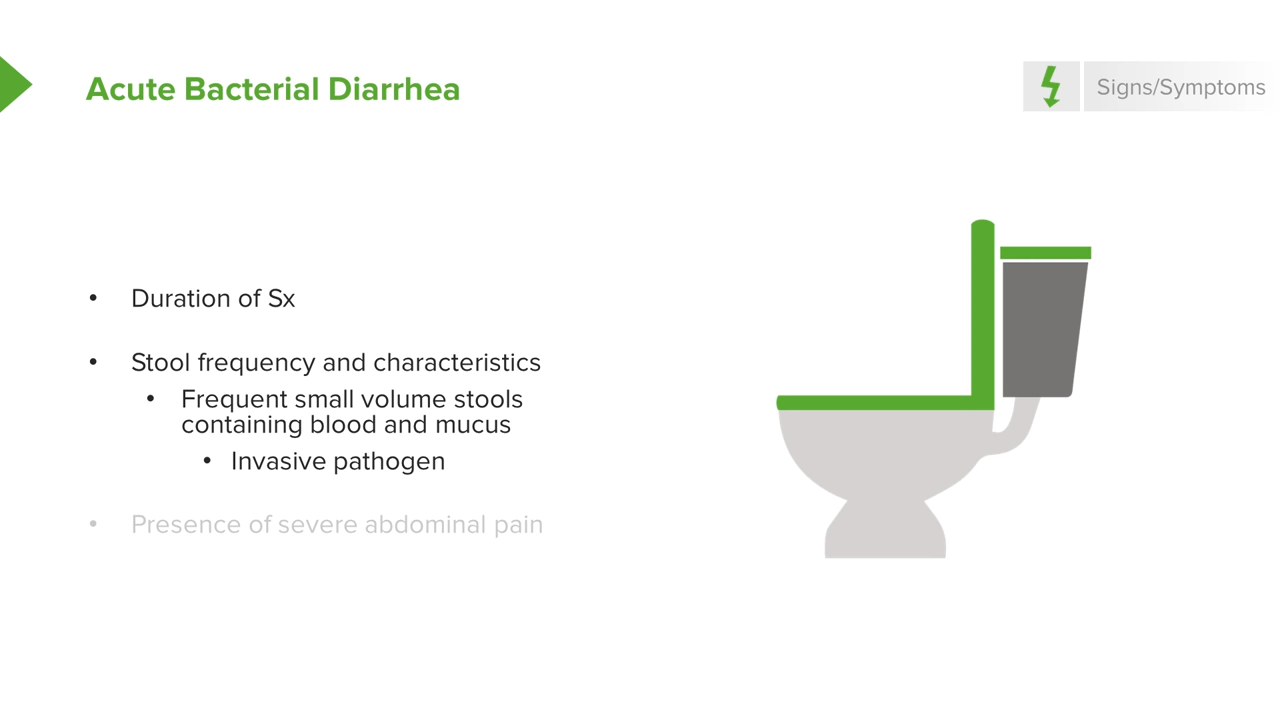 Acute Bacterial Diarrhea
Signs/Symptoms
• Duration of Sx
• Stool frequency and characteristics
• Frequent small volume stools
containing blood and mucus
• Invasive pathogen
• Presence of severe abdominal pain